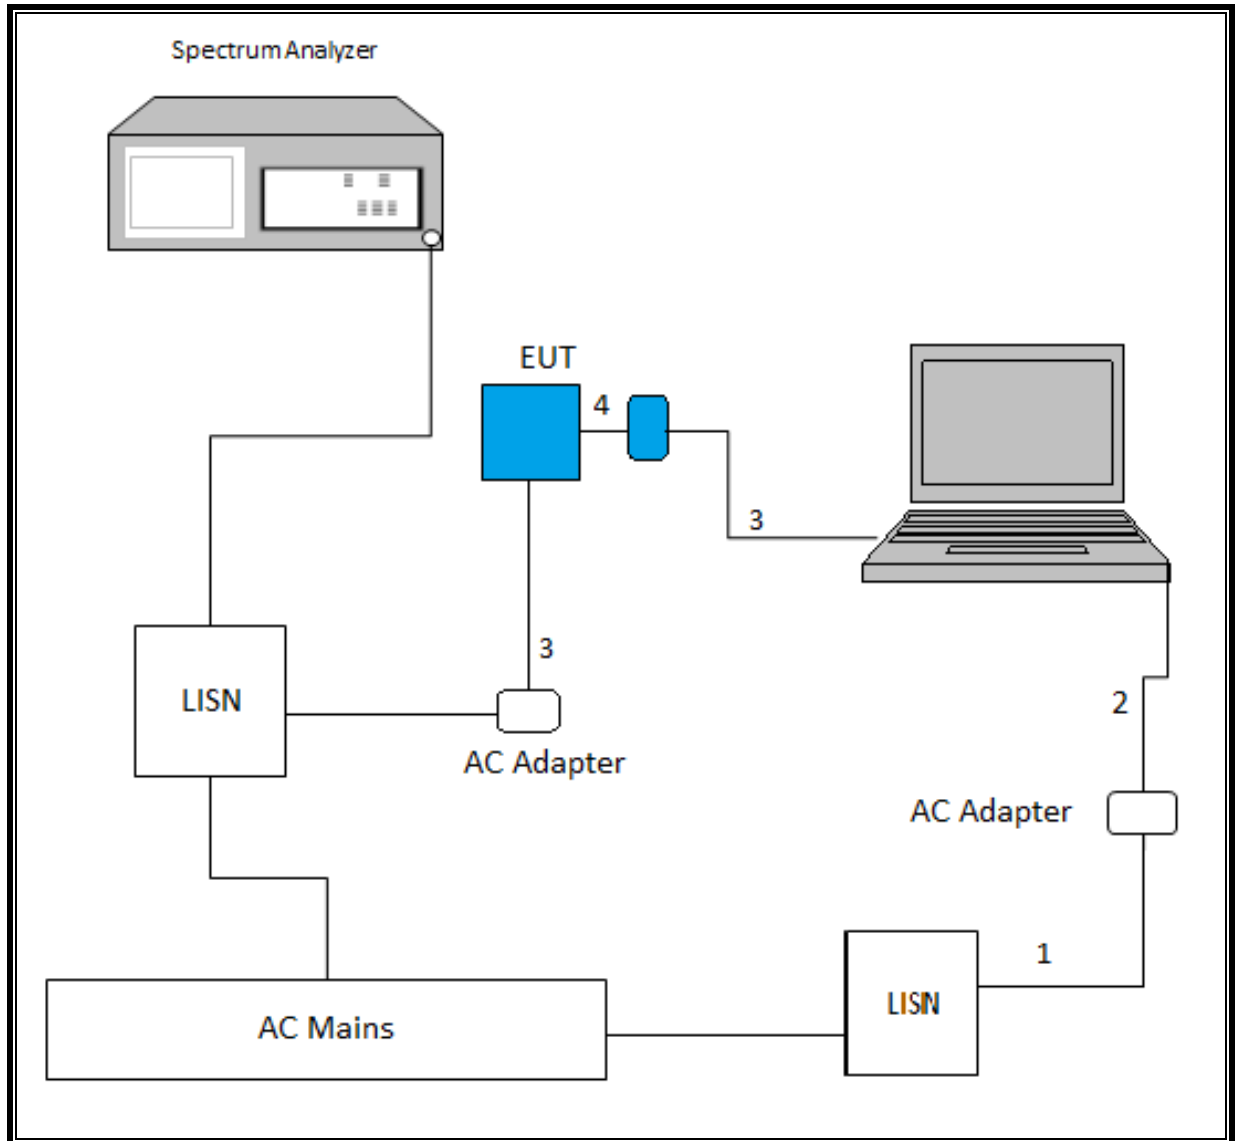 Spectrum Analyzer
EUT
4
3
3
LISN
2
AC Adapter
AC Adapter
1
LISN
AC Mains